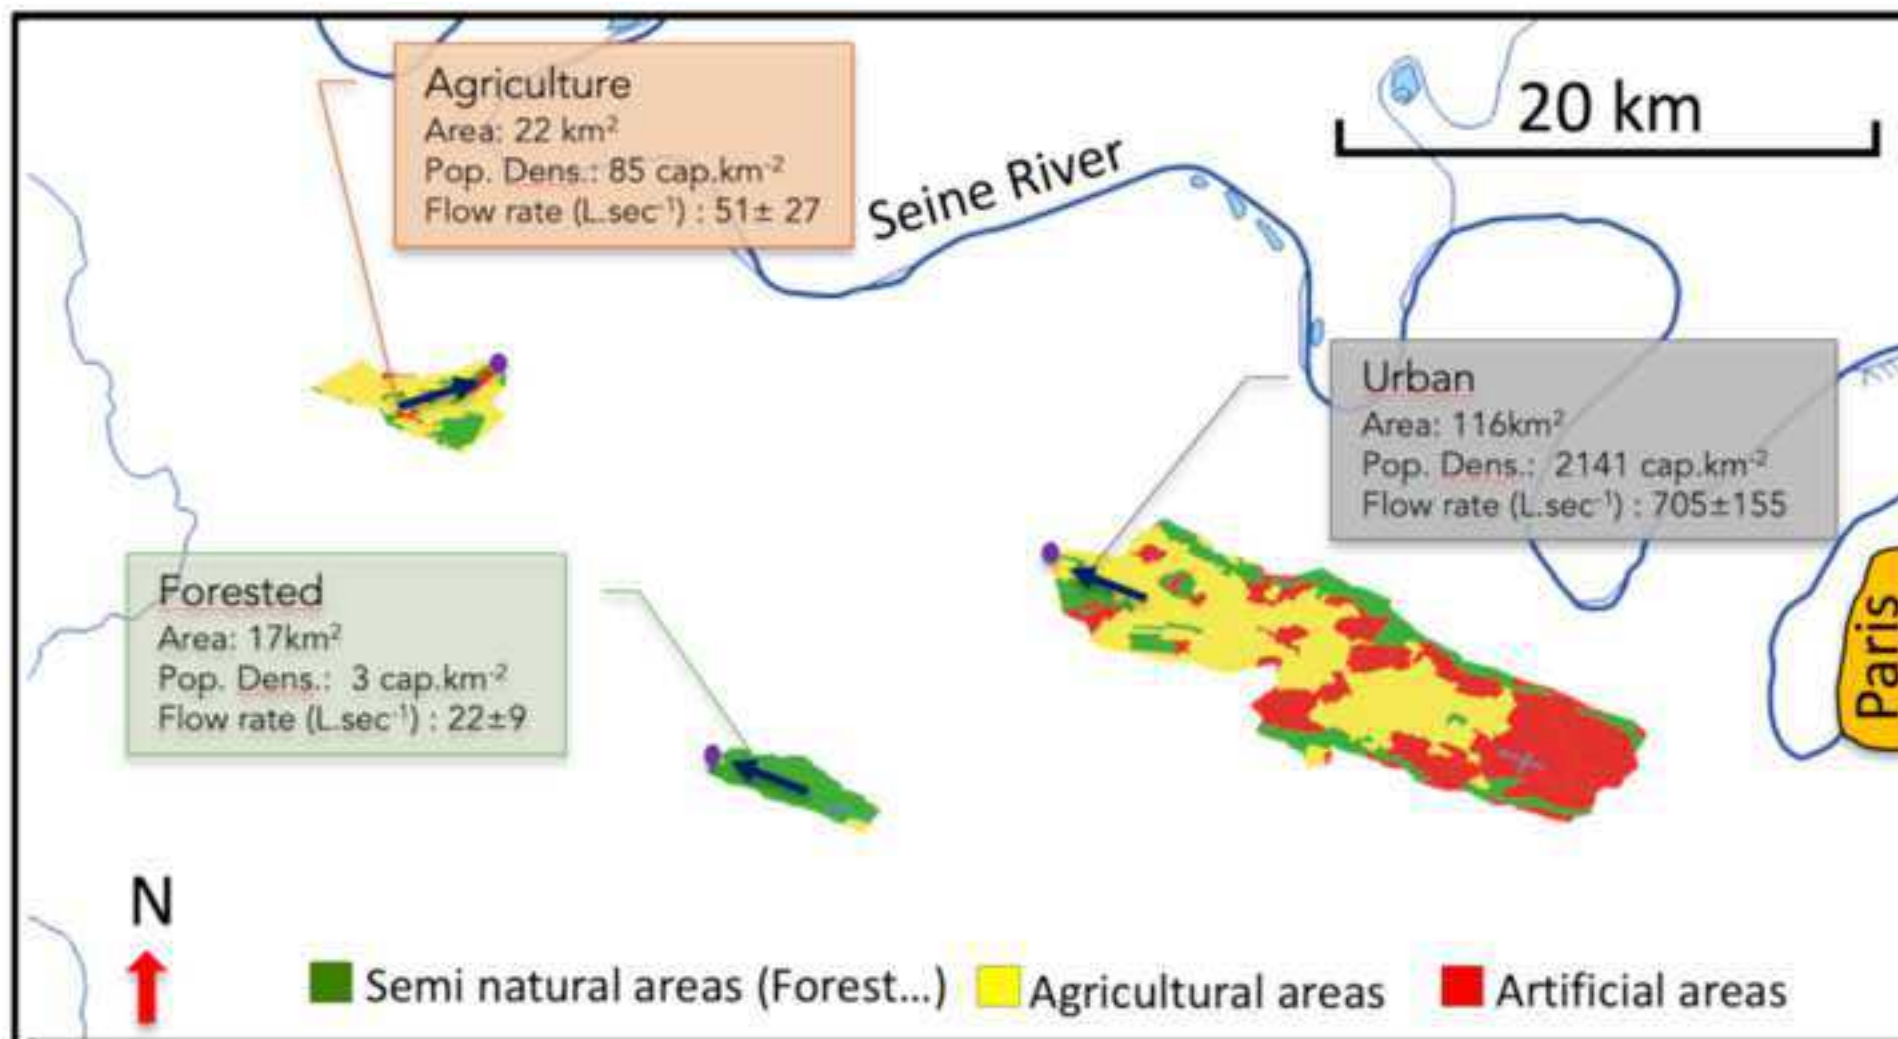 Agriculture
Area: 22 km²
Pop. Dens.: 85 cap.km⁻²
Flow rate (L.sec⁻¹) : 51± 27
20 km
Seine River
Urban
Area: 116km²
Pop. Dens.: 2141 cap.km⁻²
Flow rate (L.sec⁻¹) : 705±155
Forested
Area: 17km²
Pop. Dens.: 3 cap.km⁻²
Flow rate (L.sec⁻¹) : 22±9
Paris
N
Semi natural areas (Forest...)
Agricultural areas
Artificial areas